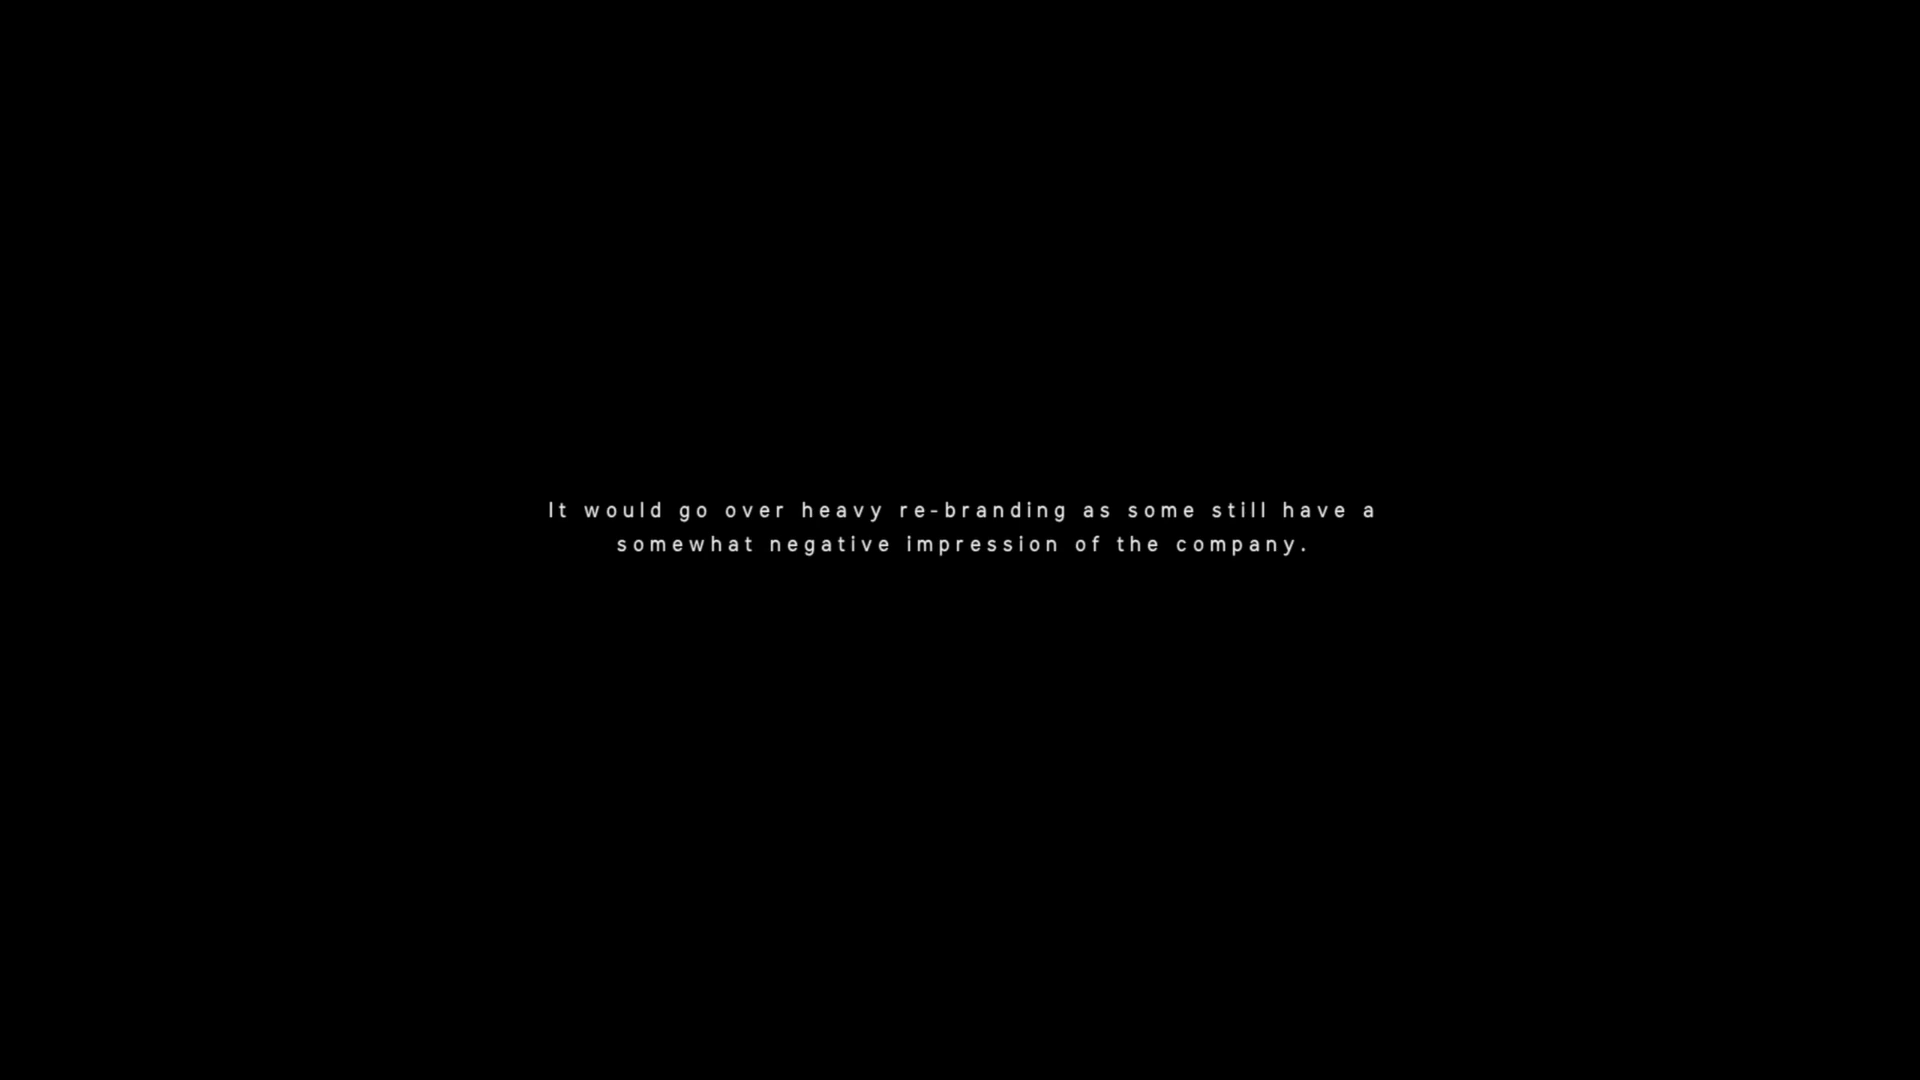 It would go over heavy re-branding as some still have a
somewhat negative impression of the company.